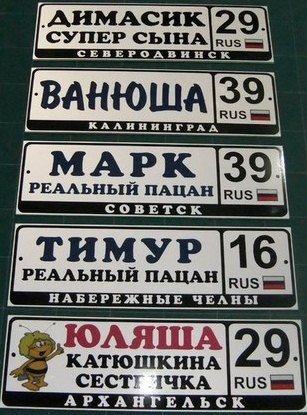 ДИМАСИК
СУПЕР СЫНА
СЕВЕРОДВИНСК
29
RUS
ВАНЮША
КАЛИНИНГРАД
39
RUS
МАРК
РЕАЛЬНЫЙ ПАЦАН
СОВЕТСК
39
RUS
ТИМУР
РЕАЛЬНЫЙ ПАЦАН
НАБЕРЕЖНЫЕ ЧЕЛНЫ
16
RUS
ЮЛЯША
КАТЮШКИНА
СЕСТРИЧКА
АРХАНГЕЛЬСК
29
RUS